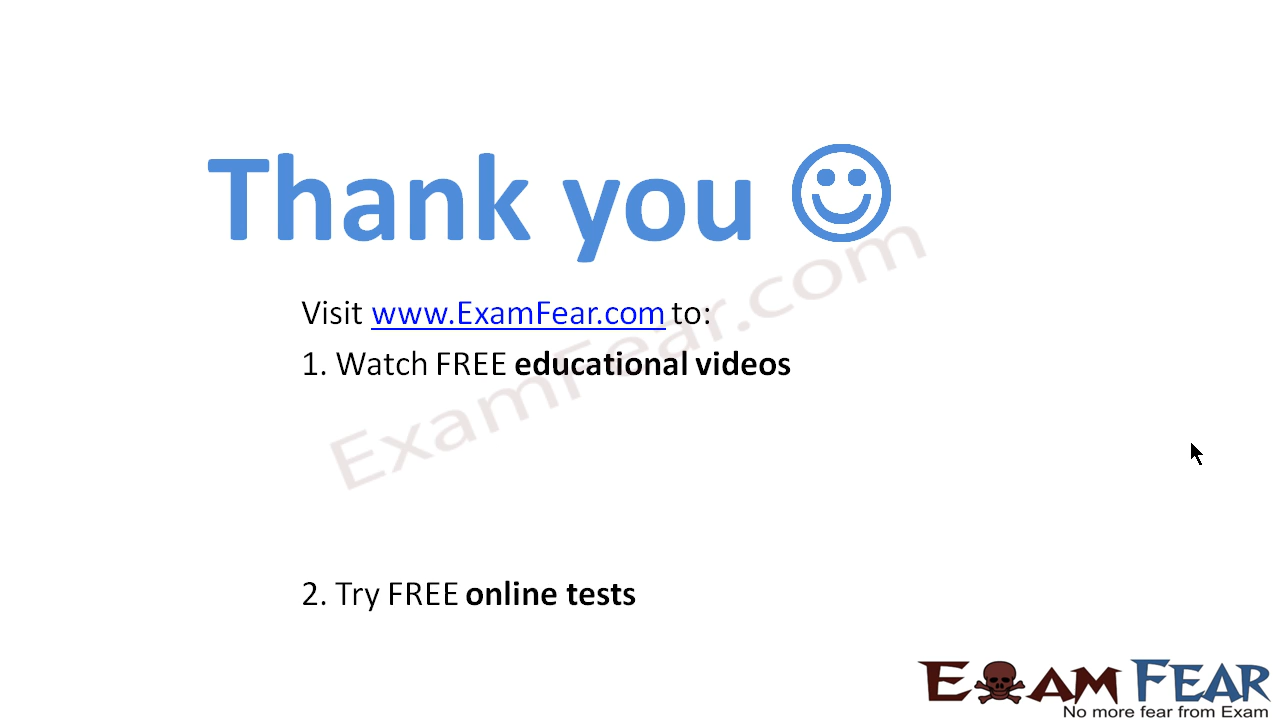 Thank you
Visit www.ExamFear.com to:
1. Watch FREE educational videos
ExamFear.com
2. Try FREE online tests
EXAM FEAR
No more fear from Exam